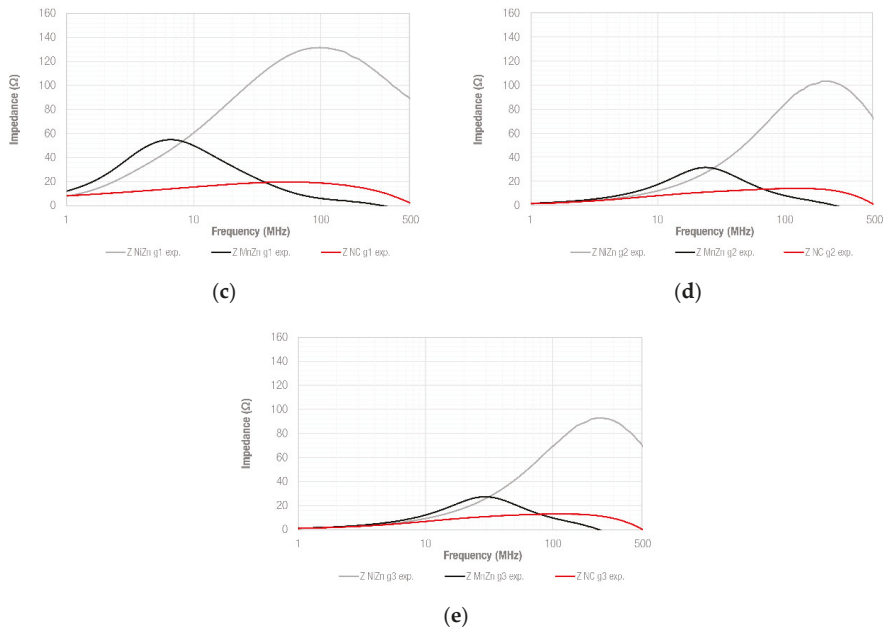 160
140
120
100
80
60
40
20
0
Impedance (Ω)
1 10 100 500
Frequency (MHz)
Z NiZn g1 exp. Z MnZn g1 exp. Z NC g1 exp.
(c)
160
140
120
100
80
60
40
20
0
Impedance (Ω)
1 10 100 500
Frequency (MHz)
Z NiZn g2 exp. Z MnZn g2 exp. Z NC g2 exp.
(d)
160
140
120
100
80
60
40
20
0
Impedance (Ω)
1 10 100 500
Frequency (MHz)
Z NiZn g3 exp. Z MnZn g3 exp. Z NC g3 exp.
(e)